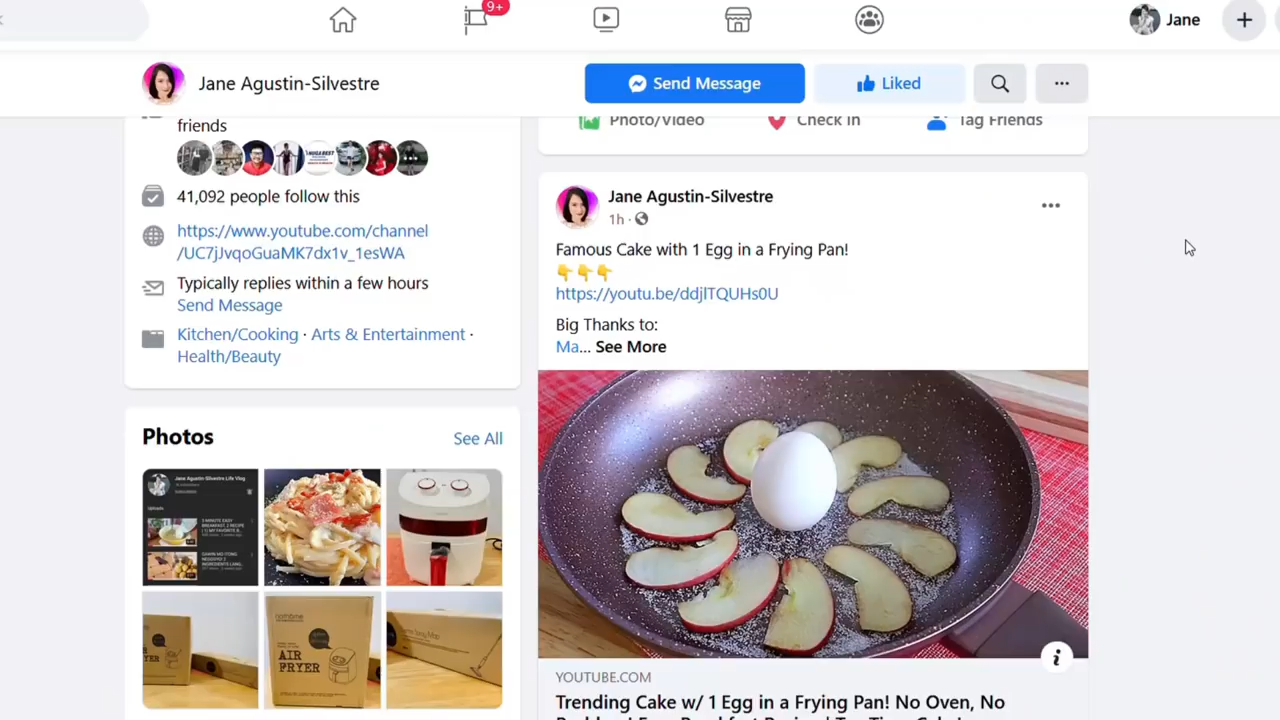 9+
Jane
Jane Agustin-Silvestre
Send Message
Liked
friends
41,092 people follow this
https://www.youtube.com/channel
/UC7jJvqoGuaMK7dx1v_1esWA
Typically replies within a few hours
Send Message
Kitchen/Cooking · Arts & Entertainment ·
Health/Beauty
Photos
See All
Jane Agustin-Silvestre Life Vlog
AIR
FRYER
Photo/Video
Check In
Tag Friends
Jane Agustin-Silvestre
1h ·
Famous Cake with 1 Egg in a Frying Pan!
👇👇👇
https://youtu.be/ddjlTQUHs0U
Big Thanks to:
Ma... See More
YOUTUBE.COM
Trending Cake w/ 1 Egg in a Frying Pan! No Oven, No